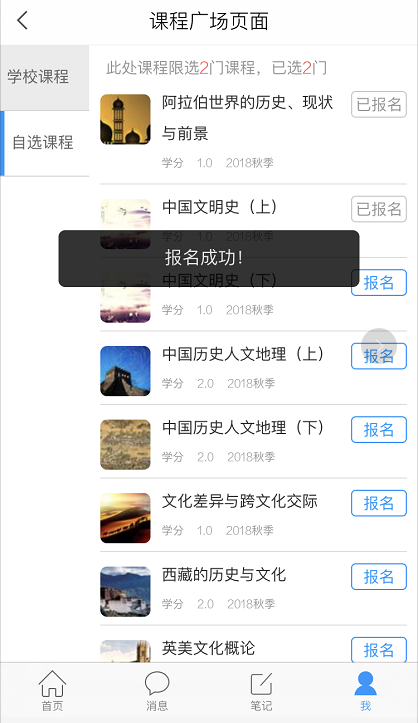 课程广场页面
学校课程
自选课程
此处课程限选2门课程，已选2门
阿拉伯世界的历史、现状
与前景
已报名
学分 1.0 2018秋季
中国文明史（上）
已报名
报名成功！
中国文明史（下）
报名
学分 1.0 2018秋季
中国历史人文地理（上）
报名
学分 2.0 2018秋季
中国历史人文地理（下）
报名
学分 2.0 2018秋季
文化差异与跨文化交际
报名
学分 1.0 2018秋季
西藏的历史与文化
报名
学分 2.0 2018秋季
英美文化概论
报名
首页
消息
笔记
我